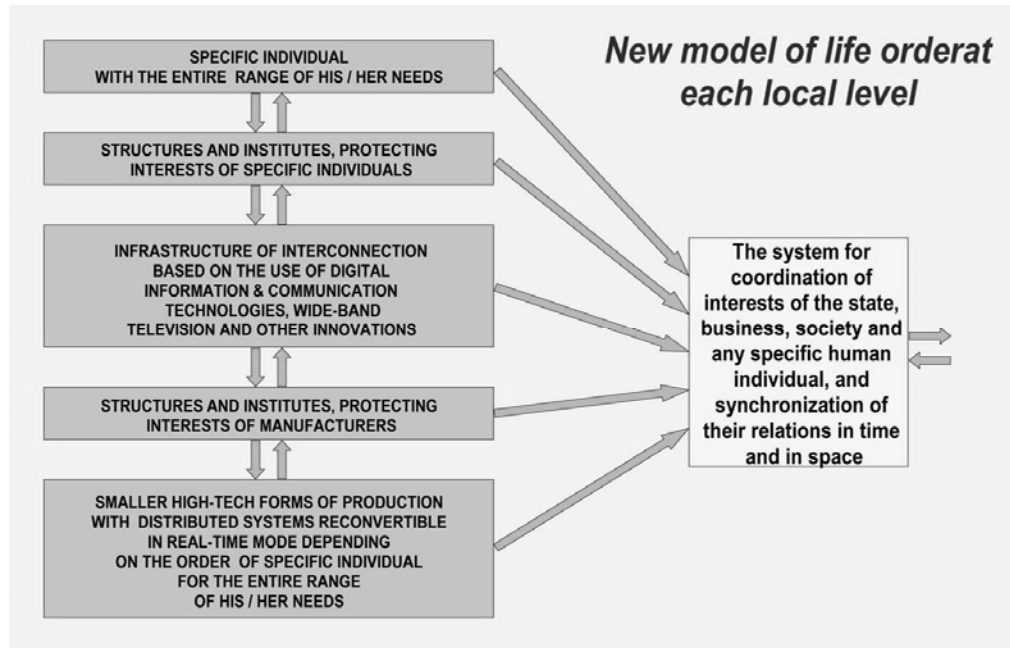 New model of life orderat
each local level
SPECIFIC INDIVIDUAL
WITH THE ENTIRE RANGE OF HIS / HER NEEDS
STRUCTURES AND INSTITUTES, PROTECTING
INTERESTS OF SPECIFIC INDIVIDUALS
INFRASTRUCTURE OF INTERCONNECTION
BASED ON THE USE OF DIGITAL
INFORMATION & COMMUNICATION
TECHNOLOGIES, WIDE-BAND
TELEVISION AND OTHER INNOVATIONS
STRUCTURES AND INSTITUTES, PROTECTING
INTERESTS OF MANUFACTURERS
SMALLER HIGH-TECH FORMS OF PRODUCTION
WITH DISTRIBUTED SYSTEMS RECONVERTIBLE
IN REAL-TIME MODE DEPENDING
ON THE ORDER OF SPECIFIC INDIVIDUAL
FOR THE ENTIRE RANGE
OF HIS / HER NEEDS
The system for
coordination of
interests of the state,
business, society and
any specific human
individual, and
synchronization of
their relations in time
and in space